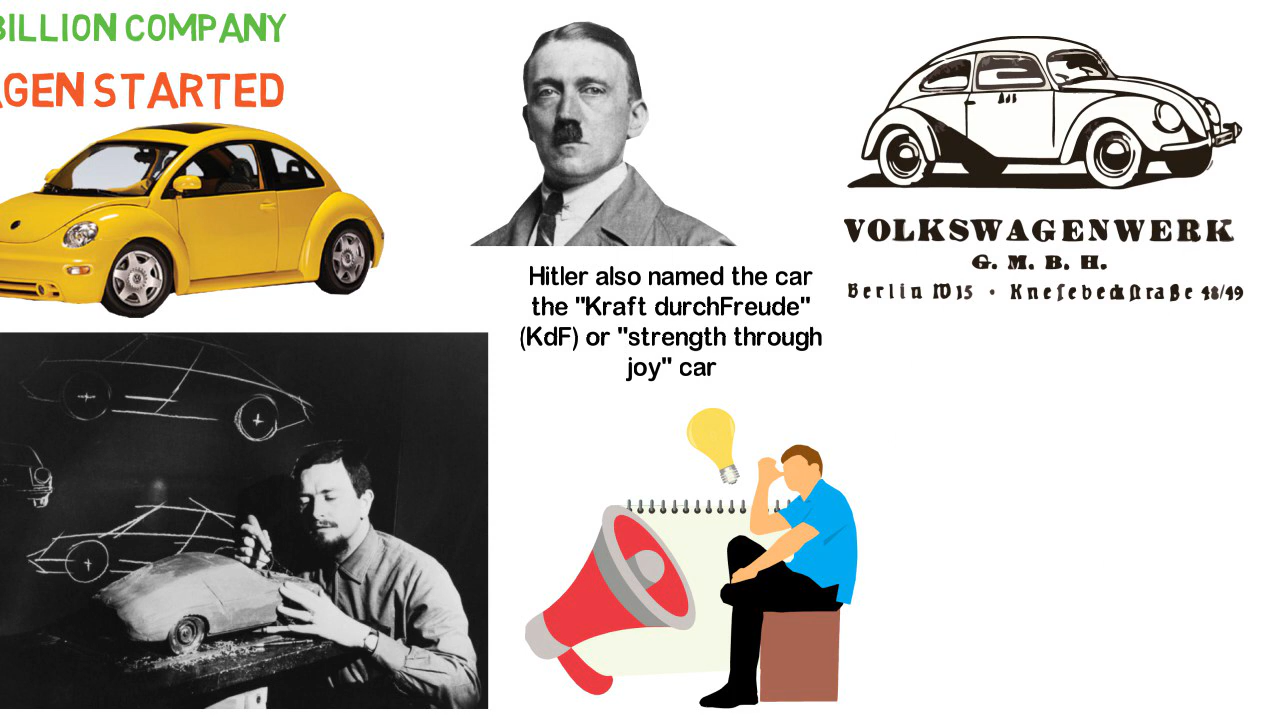 BILLION COMPANY
AGEN STARTED
Hitler also named the car
the "Kraft durchFreude"
(KdF) or "strength through
joy" car
VOLKSWAGENWERK
G. M. B. H.
Berlin W15 • Knesebeckstraße 48/49